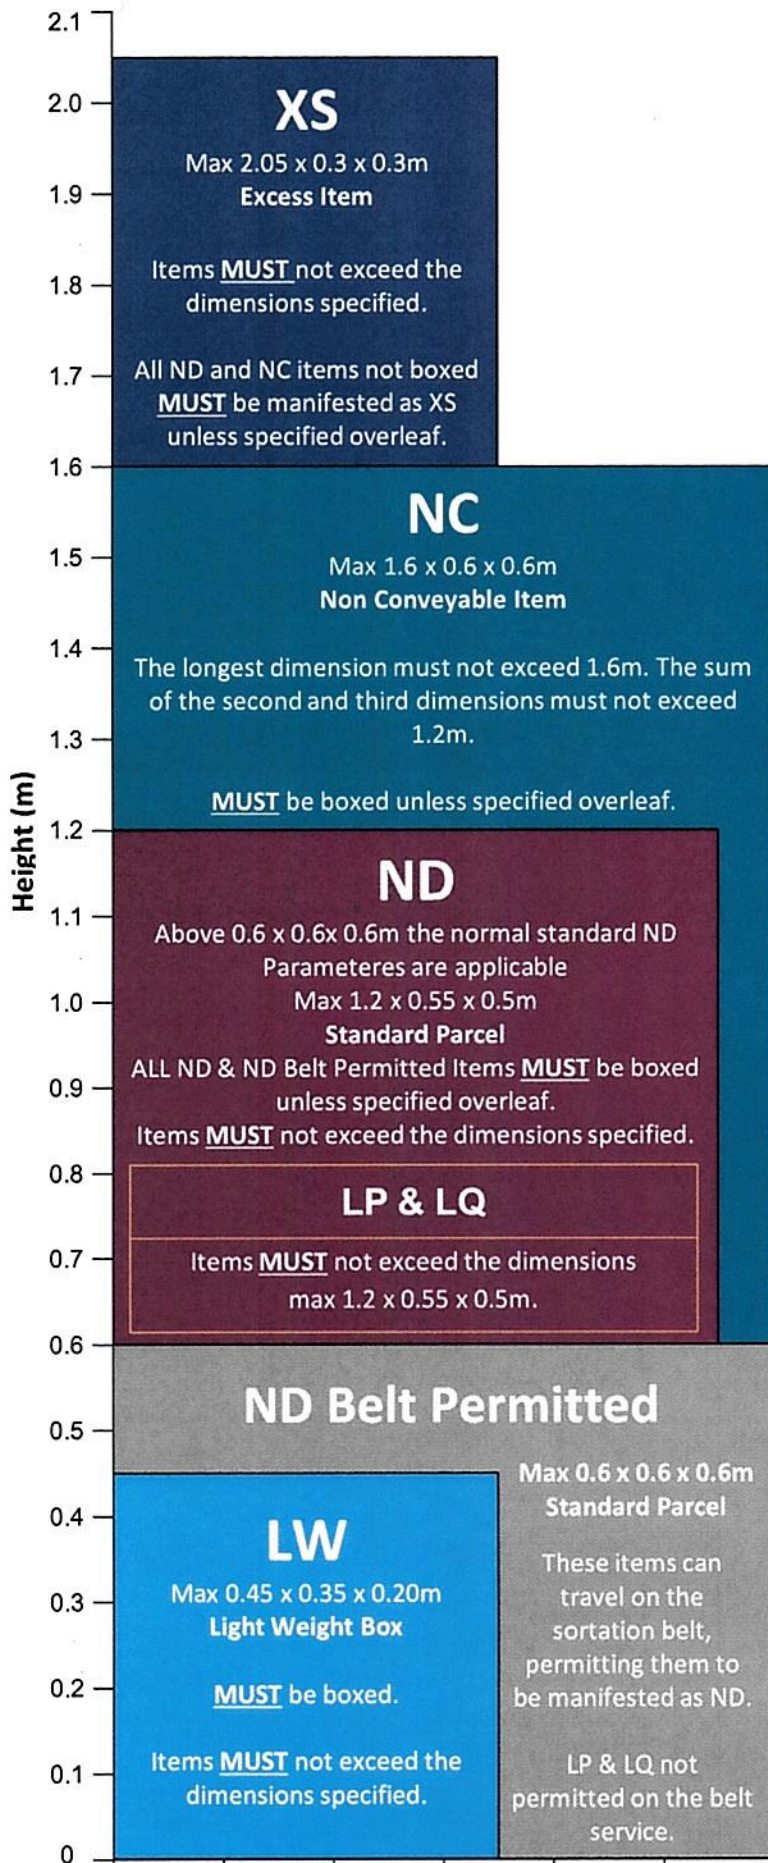 2.1
2.0
1.9
1.8
1.7
1.6
1.5
1.4
1.3
1.2
1.1
1.0
0.9
0.8
0.7
0.6
0.5
0.4
0.3
0.2
0.1
0
Height (m)
XS
Max 2.05 x 0.3 x 0.3m
Excess Item
Items MUST not exceed the
dimensions specified.
All ND and NC items not boxed
MUST be manifested as XS
unless specified overleaf.
NC
Max 1.6 x 0.6 x 0.6m
Non Conveyable Item
The longest dimension must not exceed 1.6m. The sum
of the second and third dimensions must not exceed
1.2m.
MUST be boxed unless specified overleaf.
ND
Above 0.6 x 0.6x 0.6m the normal standard ND
Parameteres are applicable
Max 1.2 x 0.55 x 0.5m
Standard Parcel
ALL ND & ND Belt Permitted Items MUST be boxed
unless specified overleaf.
Items MUST not exceed the dimensions specified.
LP & LQ
Items MUST not exceed the dimensions
max 1.2 x 0.55 x 0.5m.
ND Belt Permitted
Max 0.6 x 0.6 x 0.6m
Standard Parcel
These items can
travel on the
sortation belt,
permitting them to
be manifested as ND.
LP & LQ not
permitted on the belt
service.
LW
Max 0.45 x 0.35 x 0.20m
Light Weight Box
MUST be boxed.
Items MUST not exceed the
dimensions specified.